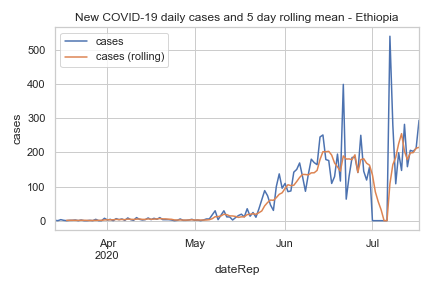 New COVID-19 daily cases and 5 day rolling mean - Ethiopia
cases
cases (rolling)
500
400
300
200
100
0
cases
Apr
2020
May
Jun
Jul
dateRep